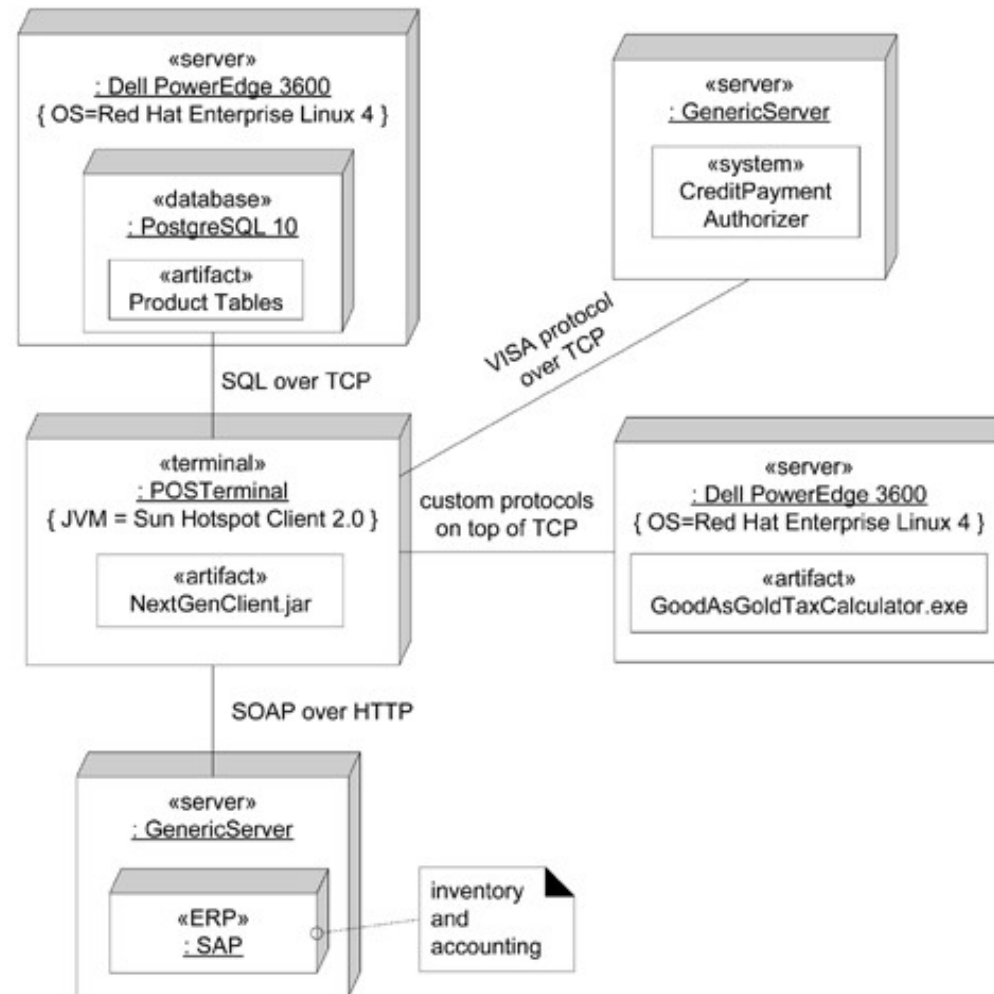 «server»
: Dell PowerEdge 3600
{ OS=Red Hat Enterprise Linux 4 }
«database»
: PostgreSQL 10
«artifact»
Product Tables
«server»
: GenericServer
«system»
CreditPayment
Authorizer
SQL over TCP
VISA protocol
over TCP
«terminal»
: POSTerminal
{ JVM = Sun Hotspot Client 2.0 }
«artifact»
NextGenClient.jar
custom protocols
on top of TCP
«server»
: Dell PowerEdge 3600
{ OS=Red Hat Enterprise Linux 4 }
«artifact»
GoodAsGoldTaxCalculator.exe
SOAP over HTTP
«server»
: GenericServer
«ERP»
: SAP
inventory
and
accounting